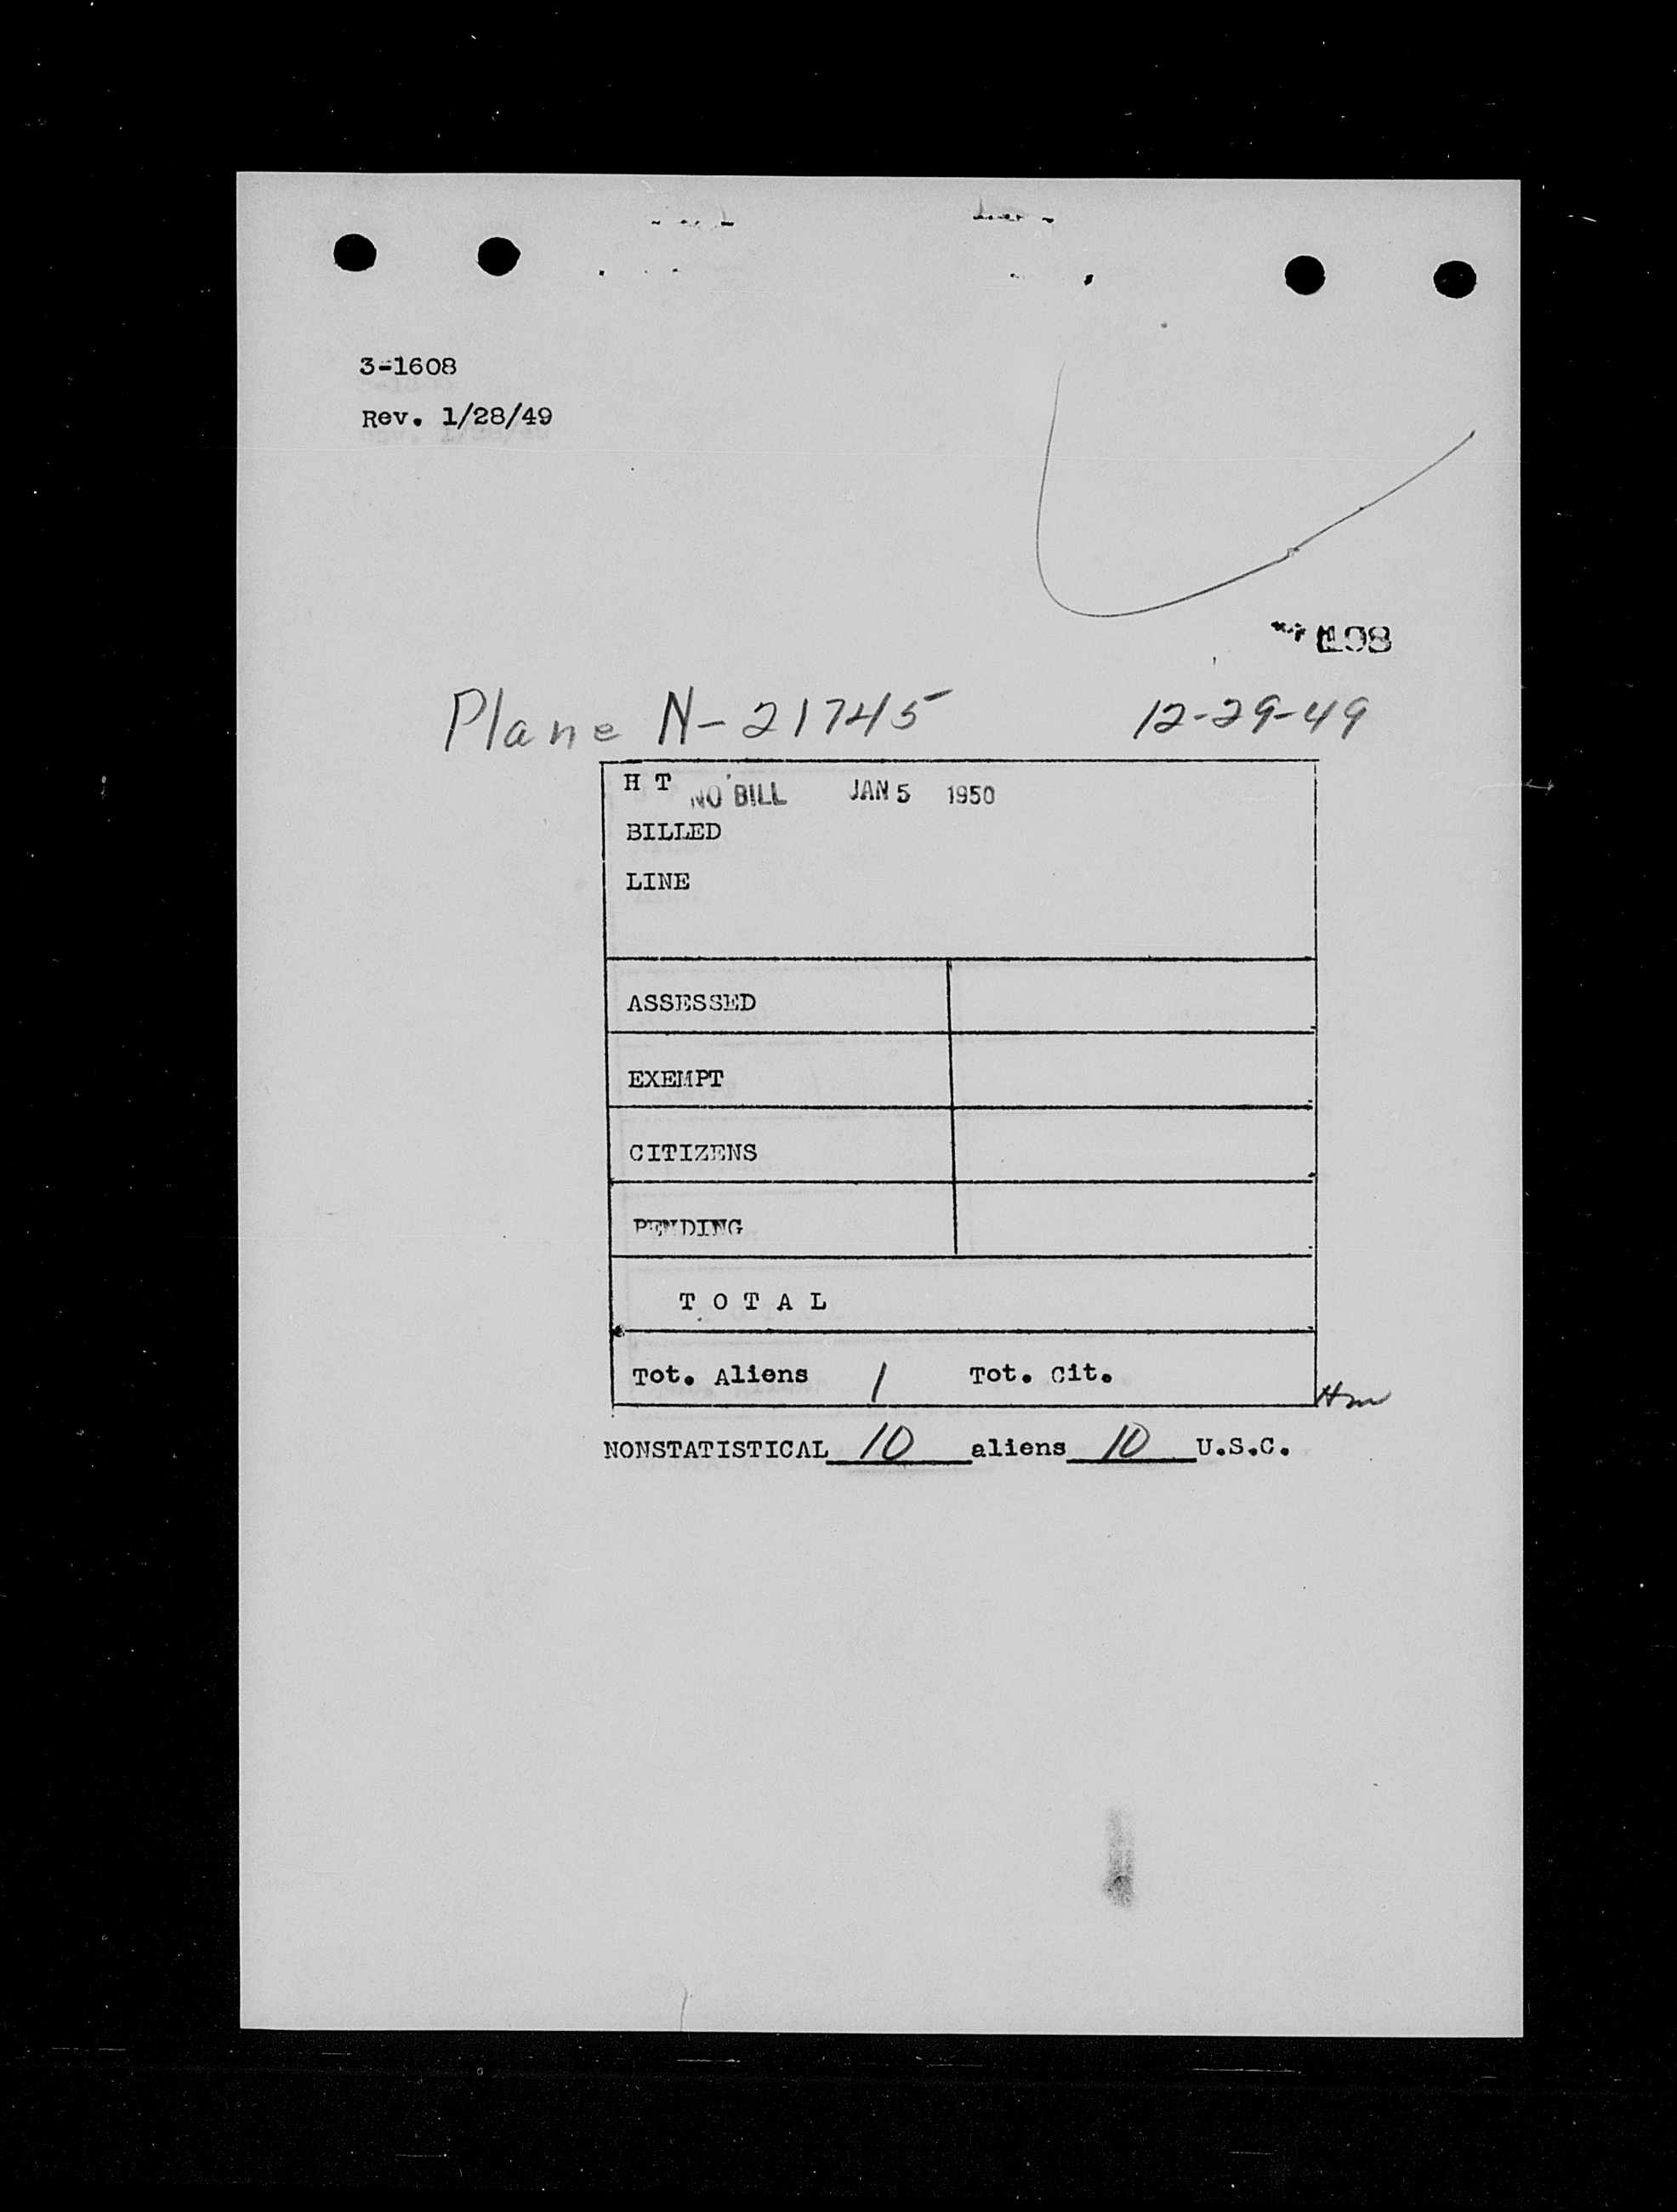 3-1608
Rev. 1/28/49
Plane N-21745 12-29-49
H T NO BILL JAN 5 1950
BILLED
LINE
ASSESSED
EXEMPT
CITIZENS
PENDING
T O T A L
Tot. Aliens 1 Tot. Cit.
NONSTATISTICAL 10 aliens 10 U.S.C.